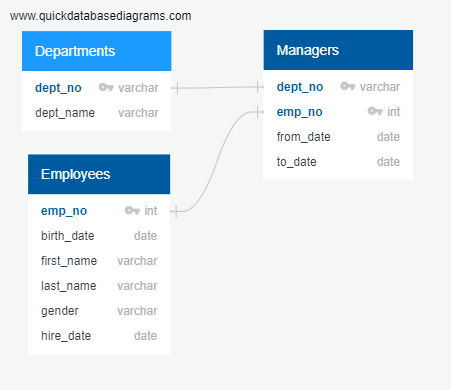 www.quickdatabasediagrams.com
Departments
dept_no varchar
dept_name varchar
Managers
dept_no varchar
emp_no int
from_date date
to_date date
Employees
emp_no int
birth_date date
first_name varchar
last_name varchar
gender varchar
hire_date date